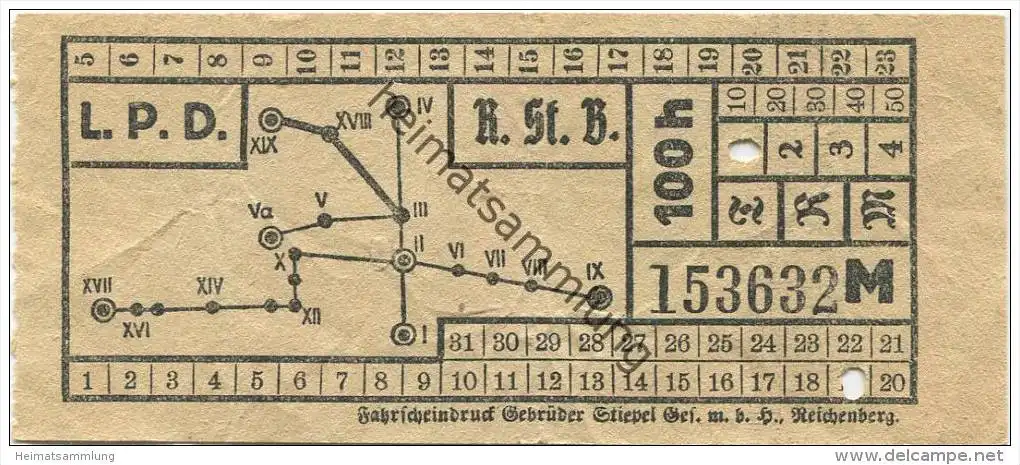 5 6 7 8 9 10 11 12 13 14 15 16 17 18 19 20 21 22 23
L. P. D.
R. St. B.
100 h
10 20 30 40 50
2 3 4
R M
153632 M
XIX XVIII IV
Va V III
X II VI VII VIII IX
XVII XVI XIV XII I
31 30 29 28 27 26 25 24 23 22 21
1 2 3 4 5 6 7 8 9 10 11 12 13 14 15 16 17 18 20
Fahrscheindruck Gebrüder Stiepel Ges. m. b. H., Reichenberg.
heimatsammlung
Heimatsammlung
delcampe.net